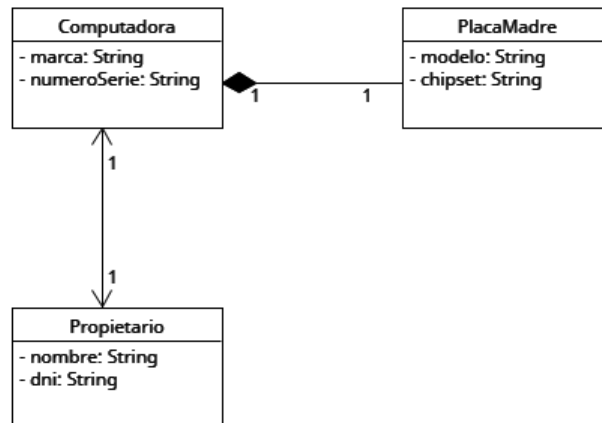 Computadora
- marca: String
- numeroSerie: String
PlacaMadre
- modelo: String
- chipset: String
1
1
1
1
Propietario
- nombre: String
- dni: String